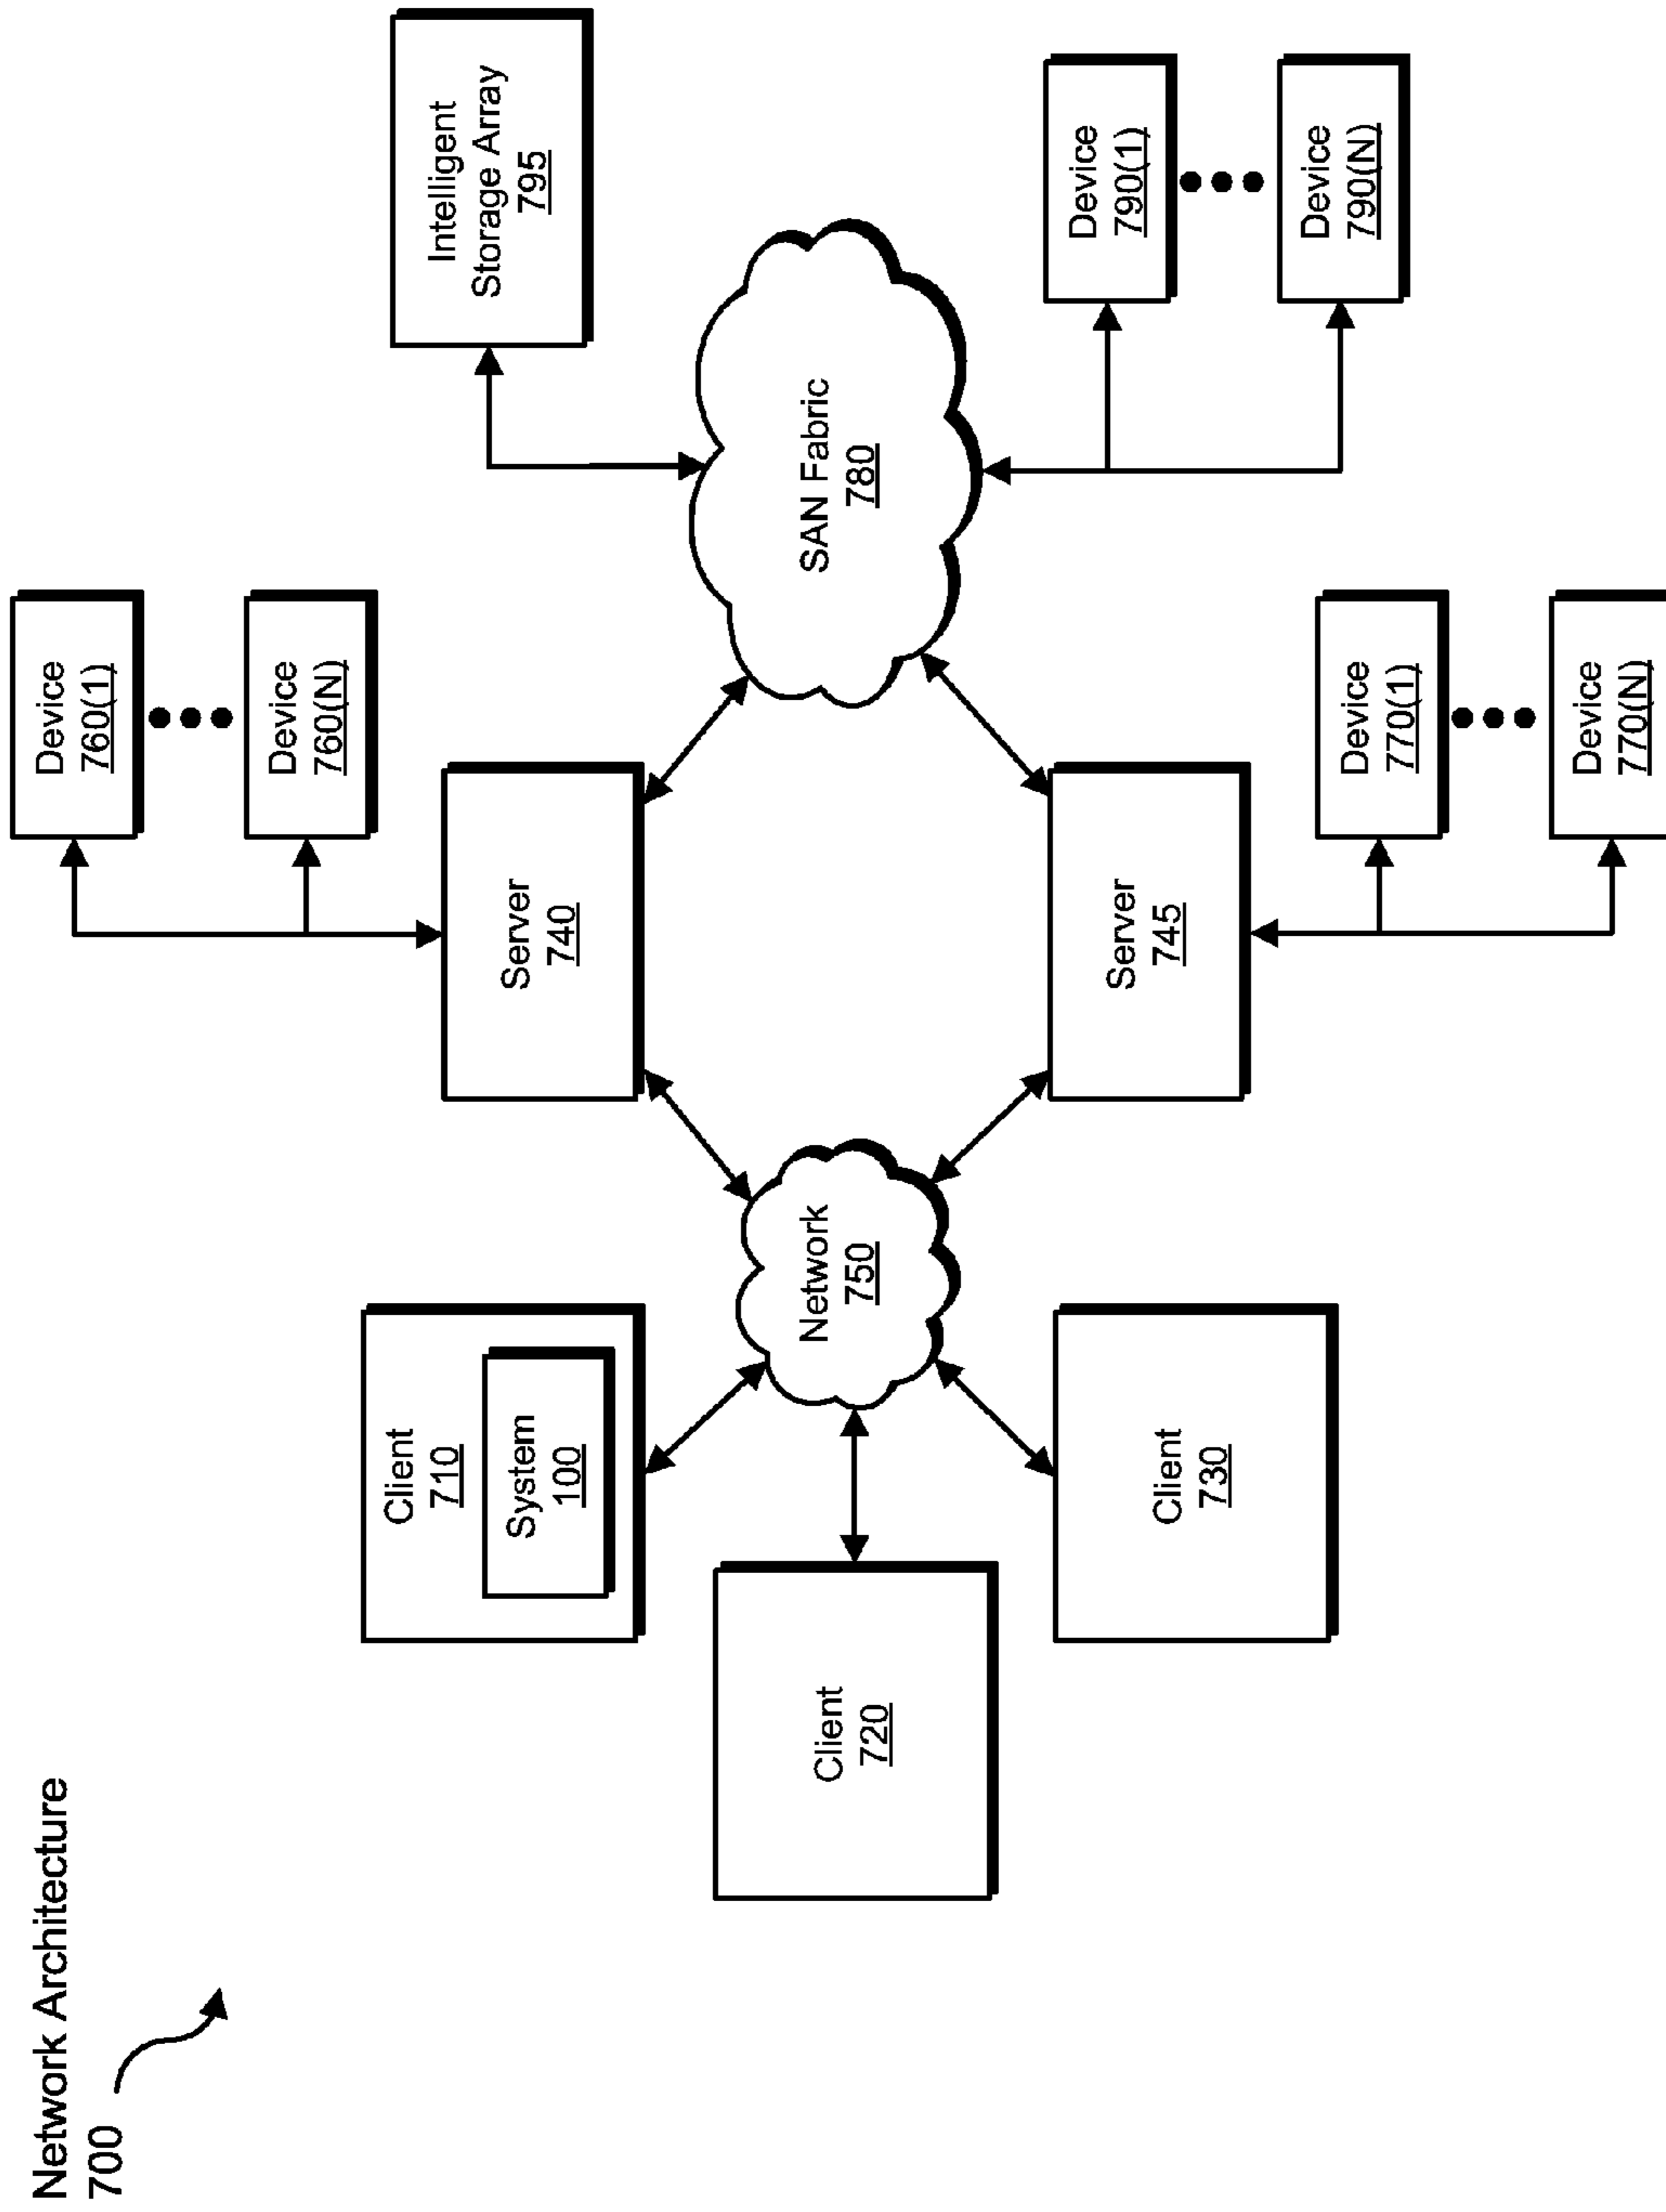 Network Architecture
700
Client
710
System
100
Client
720
Client
730
Network
750
Server
740
Server
745
Device
760(1)
Device
760(N)
Device
770(1)
Device
770(N)
SAN Fabric
780
Intelligent
Storage Array
795
Device
790(1)
Device
790(N)